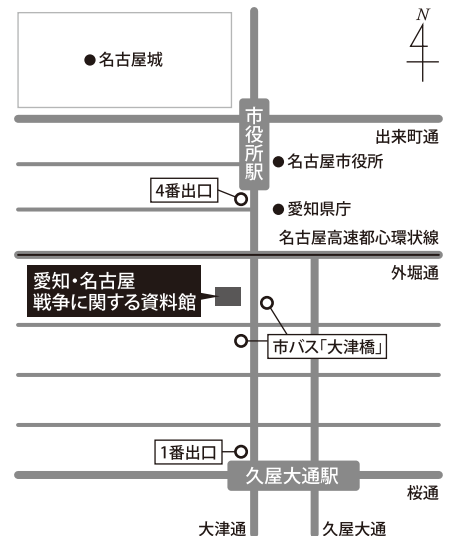 N
名古屋城
市役所駅
出来町通
名古屋市役所
4番出口
愛知県庁
名古屋高速都心環状線
外堀通
愛知・名古屋
戦争に関する資料館
市バス「大津橋」
1番出口
久屋大通駅
桜通
大津通
久屋大通